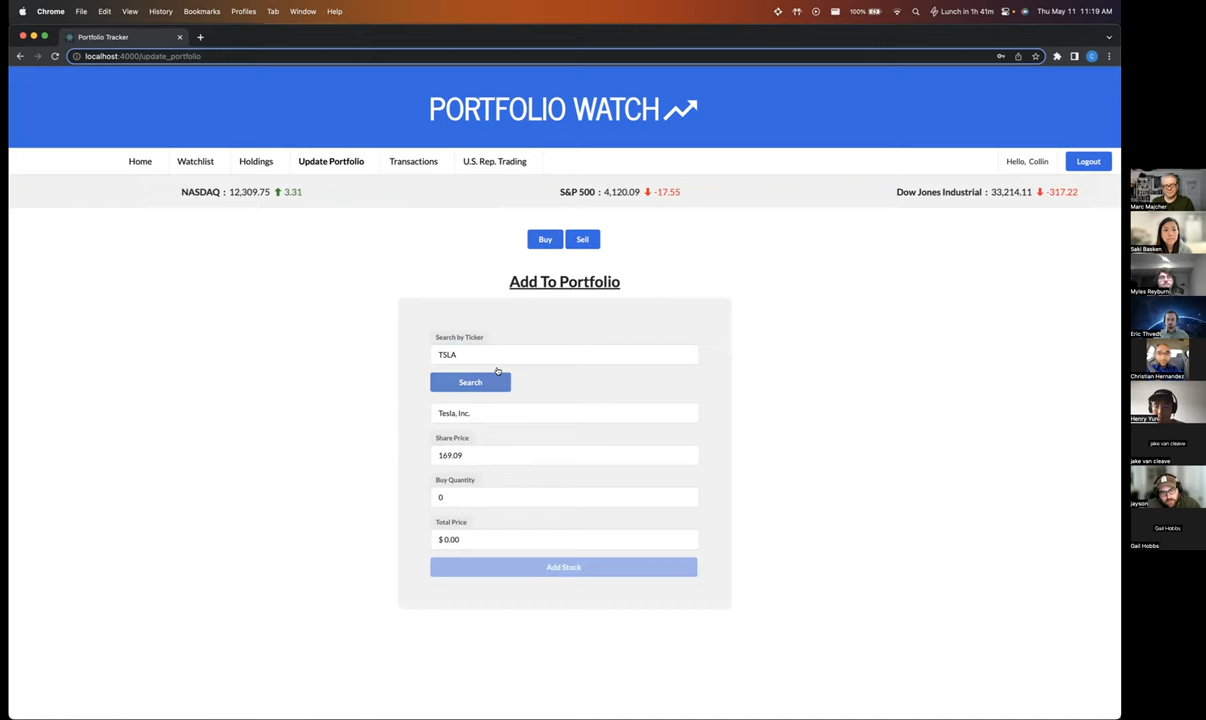 Chrome File Edit View History Bookmarks Profiles Tab Window Help 100% Lunch in 1h 41m Thu May 11 11:19 AM
Portfolio Tracker
localhost:4000/update_portfolio
PORTFOLIO WATCH
Home Watchlist Holdings Update Portfolio Transactions U.S. Rep. Trading Hello, Collin Logout
NASDAQ : 12,309.75 3.31 S&P 500 : 4,120.09 -17.55 Dow Jones Industrial : 33,214.11 -317.22
Buy Sell
Add To Portfolio
Search by Ticker
TSLA
Search
Tesla, Inc.
Share Price
169.09
Buy Quantity
0
Total Price
$ 0.00
Add Stock
Marc Majcher
Saki Basken
Myles Reyburn
Eric Thvedt
Christian Hernandez
Henry Yun
jake van cleave
jake van cleave
jayson
Gail Hobbs
Gail Hobbs